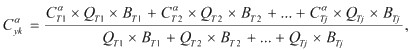 C^α_{yk} = \frac{C^α_{T1} × Q_{T1} × B_{T1} + C^α_{T2} × Q_{T2} × B_{T2} + ... + C^α_{Tj} × Q_{Tj} × B_{Tj}}{Q_{T1} × B_{T1} + Q_{T2} × B_{T2} + ... + Q_{Tj} × B_{Tj}},